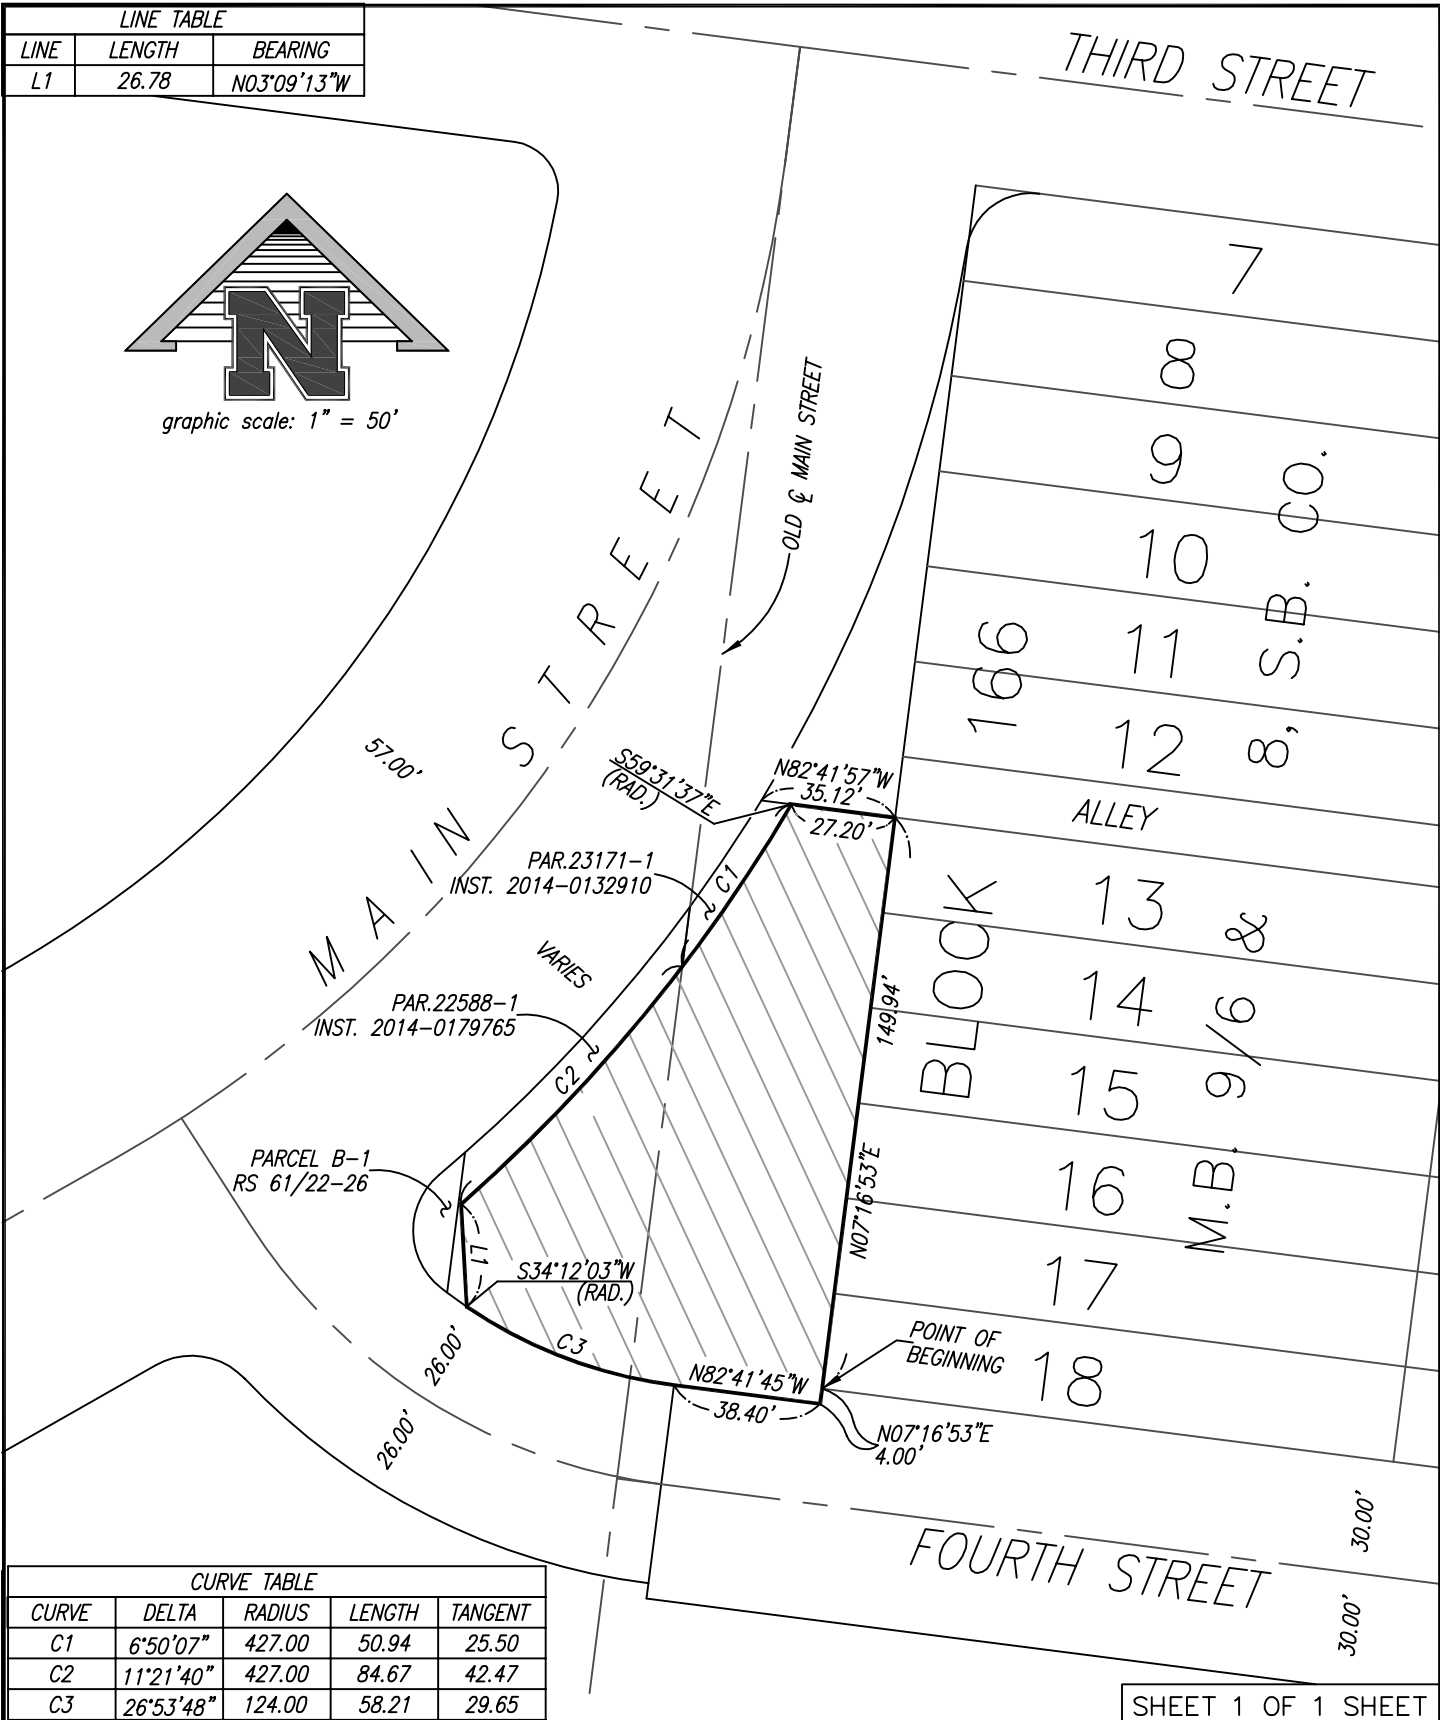 LINE TABLE
LINE LENGTH BEARING
L1 26.78 N03°09'13"W
THIRD STREET
N
graphic scale: 1" = 50'
7
8
9
10
11
12
ALLEY
13
14
15
16
17
18
BLOCK 166
M.B. 9/6 & 8, S.B. CO.
OLD ℄ MAIN STREET
MAIN STREET
57.00'
S59°31'37"E
(RAD.)
N82°41'57"W
35.12'
27.20'
PAR.23171-1
INST. 2014-0132910
C1
VARIES
PAR.22588-1
INST. 2014-0179765
C2
149.94'
N07°16'53"E
PARCEL B-1
RS 61/22-26
L1
S34°12'03"W
(RAD.)
C3
26.00'
26.00'
N82°41'45"W
38.40'
POINT OF
BEGINNING
N07°16'53"E
4.00'
FOURTH STREET
30.00'
30.00'
CURVE TABLE
CURVE DELTA RADIUS LENGTH TANGENT
C1 6°50'07" 427.00 50.94 25.50
C2 11°21'40" 427.00 84.67 42.47
C3 26°53'48" 124.00 58.21 29.65
SHEET 1 OF 1 SHEET